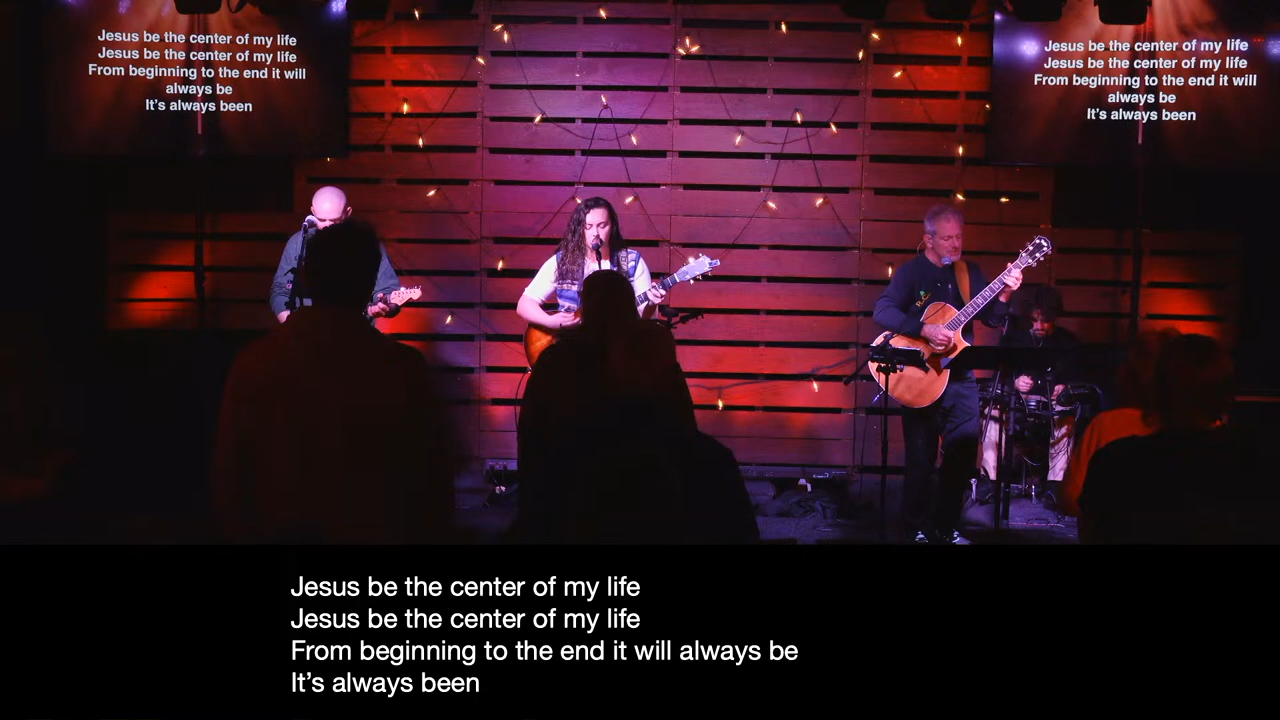 Jesus be the center of my life
Jesus be the center of my life
From beginning to the end it will
always be
It's always been
Jesus be the center of my life
Jesus be the center of my life
From beginning to the end it will
always be
It's always been
Jesus be the center of my life
Jesus be the center of my life
From beginning to the end it will always be
It's always been